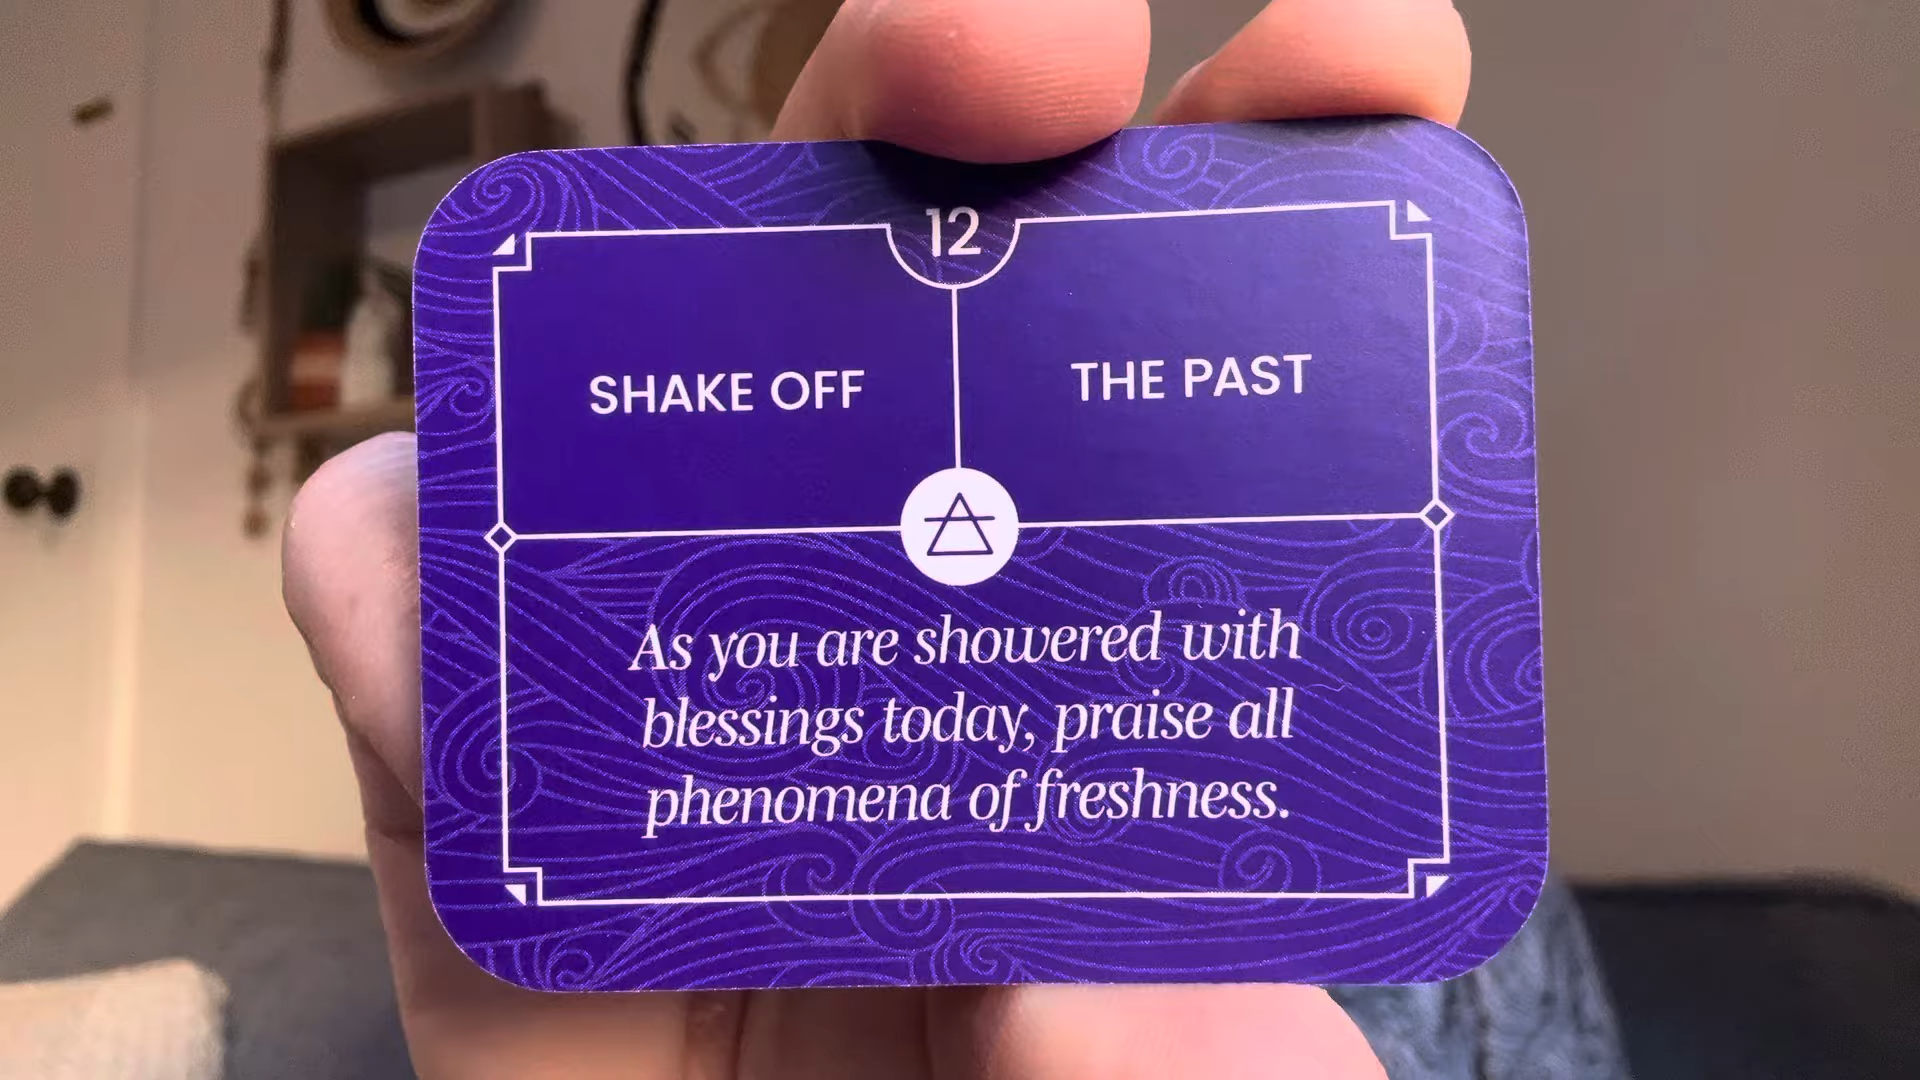 12
SHAKE OFF
THE PAST
As you are showered with
blessings today, praise all
phenomena of freshness.